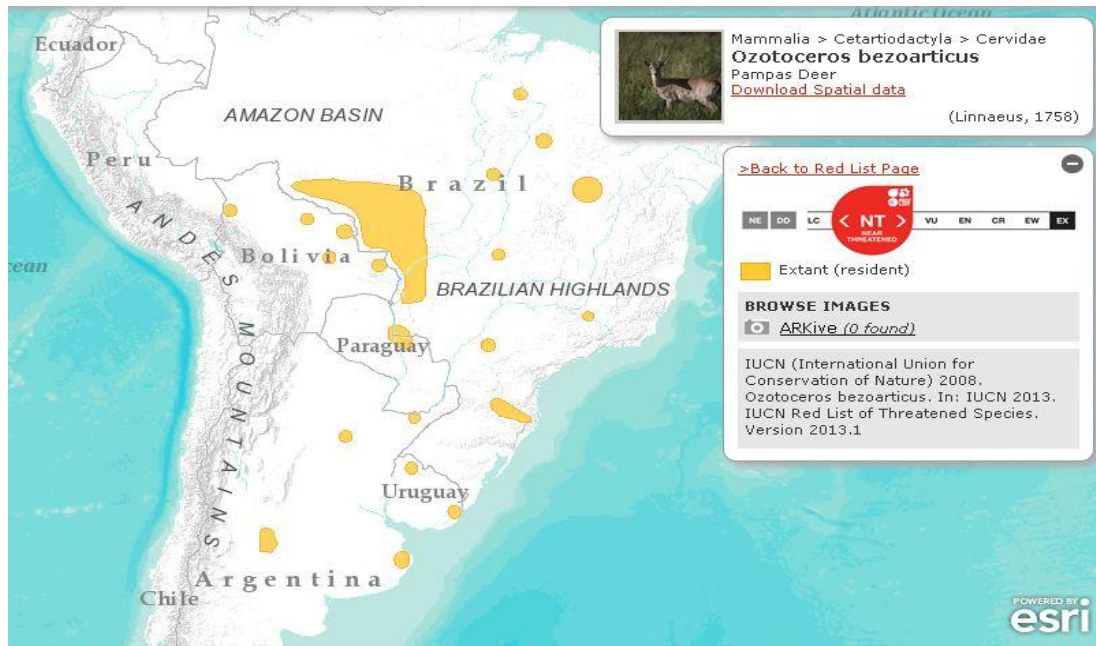 Atlantic Ocean
Ecuador
AMAZON BASIN
Peru
Brazil
ANDES MOUNTAINS
Bolivia
BRAZILIAN HIGHLANDS
Paraguay
Uruguay
Argentina
Chile
cean
Mammalia > Cetartiodactyla > Cervidae
Ozotoceros bezoarticus
Pampas Deer
Download Spatial data
(Linnaeus, 1758)
>Back to Red List Page
NE DD LC < NT > VU EN CR EW EX
NEAR
THREATENED
Extant (resident)
BROWSE IMAGES
ARKive (0 found)
IUCN (International Union for
Conservation of Nature) 2008.
Ozotoceros bezoarticus. In: IUCN 2013.
IUCN Red List of Threatened Species.
Version 2013.1
POWERED BY
esri